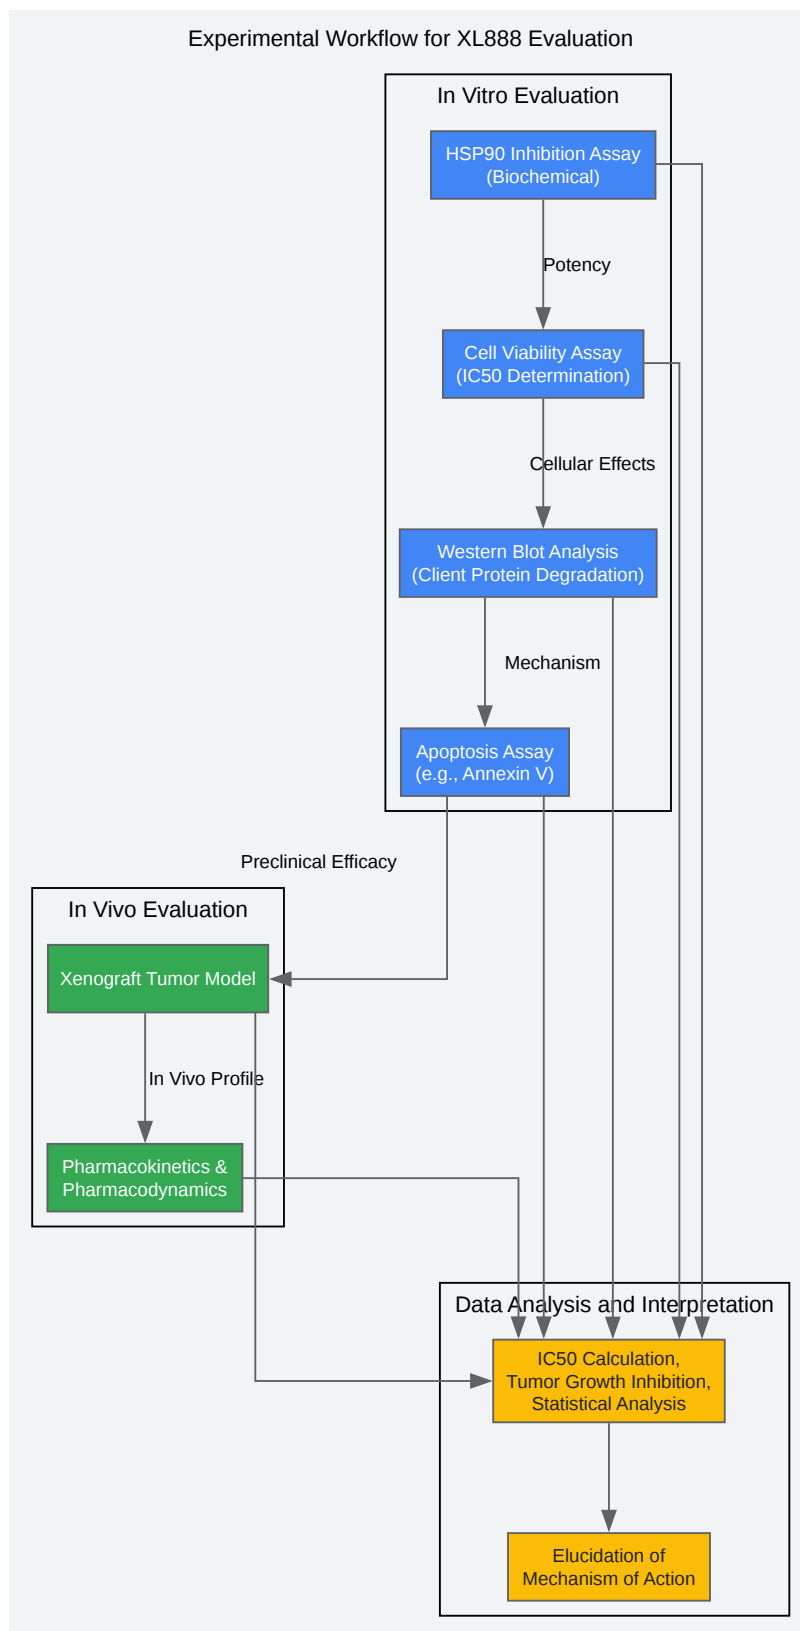 Experimental Workflow for XL888 Evaluation
In Vitro Evaluation
HSP90 Inhibition Assay
(Biochemical)
Potency
Cell Viability Assay
(IC50 Determination)
Cellular Effects
Western Blot Analysis
(Client Protein Degradation)
Mechanism
Apoptosis Assay
(e.g., Annexin V)
Preclinical Efficacy
In Vivo Evaluation
Xenograft Tumor Model
In Vivo Profile
Pharmacokinetics &
Pharmacodynamics
Data Analysis and Interpretation
IC50 Calculation,
Tumor Growth Inhibition,
Statistical Analysis
Elucidation of
Mechanism of Action